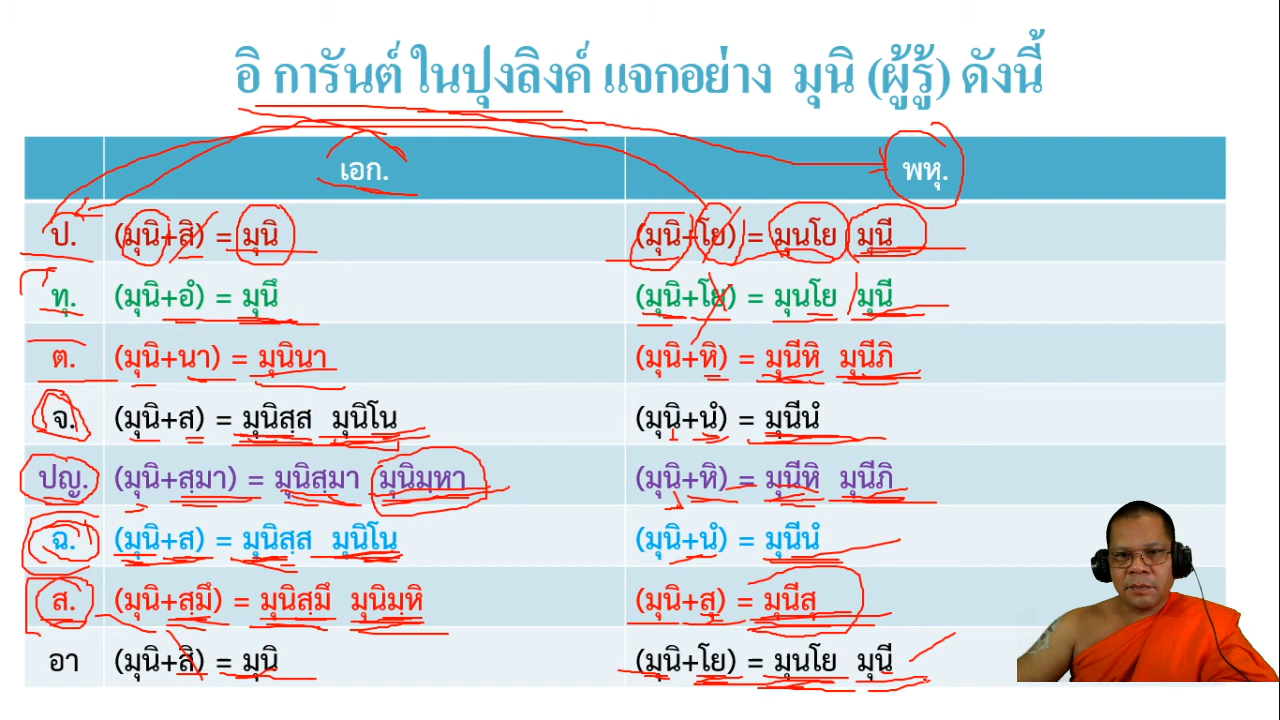 อิ การันต์ ในปุงลิงค์ แจกอย่าง มุนิ (ผู้รู้) ดังนี้
เอก. พหุ.
ป. (มุนิ+สิ) = มุนิ (มุนิ+โย) = มุนโย มุนี
ทุ. (มุนิ+อํ) = มุนึ (มุนิ+โย) = มุนโย มุนี
ต. (มุนิ+นา) = มุนินา (มุนิ+หิ) = มุนีหิ มุนีภิ
จ. (มุนิ+ส) = มุนิสฺส มุนิโน (มุนิ+นํ) = มุนีนํ
ปญ. (มุนิ+สฺมา) = มุนิสฺมา มุนิมฺหา (มุนิ+หิ) = มุนีหิ มุนีภิ
ฉ. (มุนิ+ส) = มุนิสฺส มุนิโน (มุนิ+นํ) = มุนีนํ
ส. (มุนิ+สฺมึ) = มุนิสฺมึ มุนิมฺหิ (มุนิ+สุ) = มุนีสุ
อา (มุนิ+สิ) = มุนิ (มุนิ+โย) = มุนโย มุนี